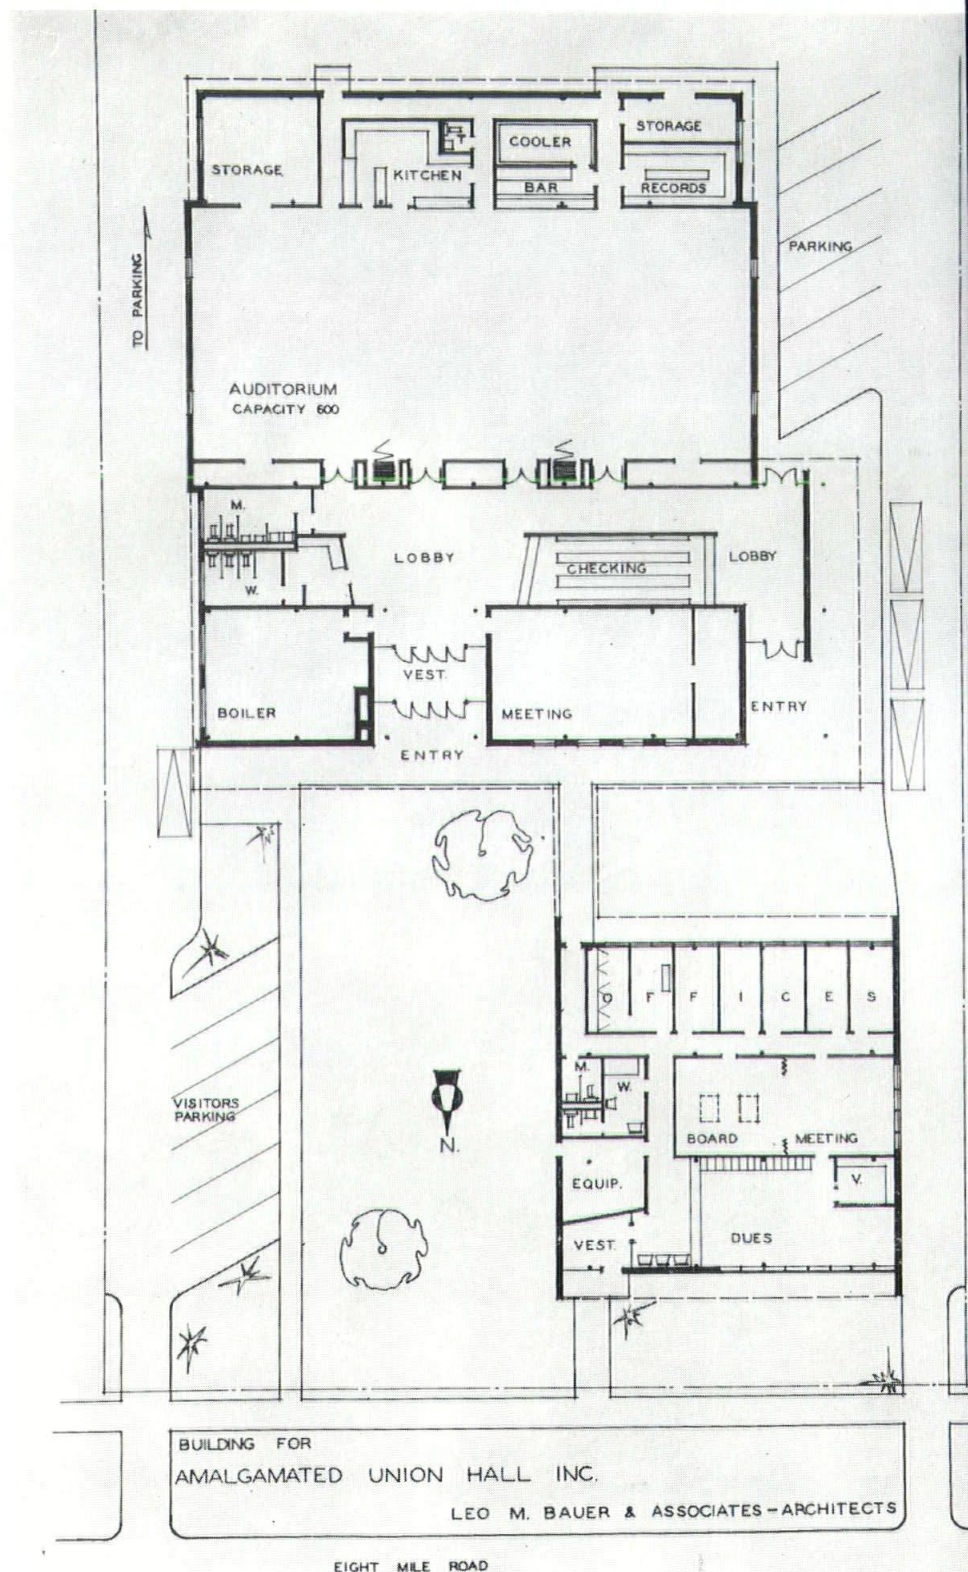 STORAGE
KITCHEN
COOLER
BAR
STORAGE
RECORDS
TO PARKING
PARKING
AUDITORIUM
CAPACITY 600
M.
W.
LOBBY
CHECKING
LOBBY
BOILER
VEST.
MEETING
ENTRY
ENTRY
O F F I C E S
M.
W.
VISITORS
PARKING
N.
BOARD MEETING
EQUIP.
V.
VEST.
DUES
BUILDING FOR
AMALGAMATED UNION HALL INC.
LEO M. BAUER & ASSOCIATES – ARCHITECTS
EIGHT MILE ROAD